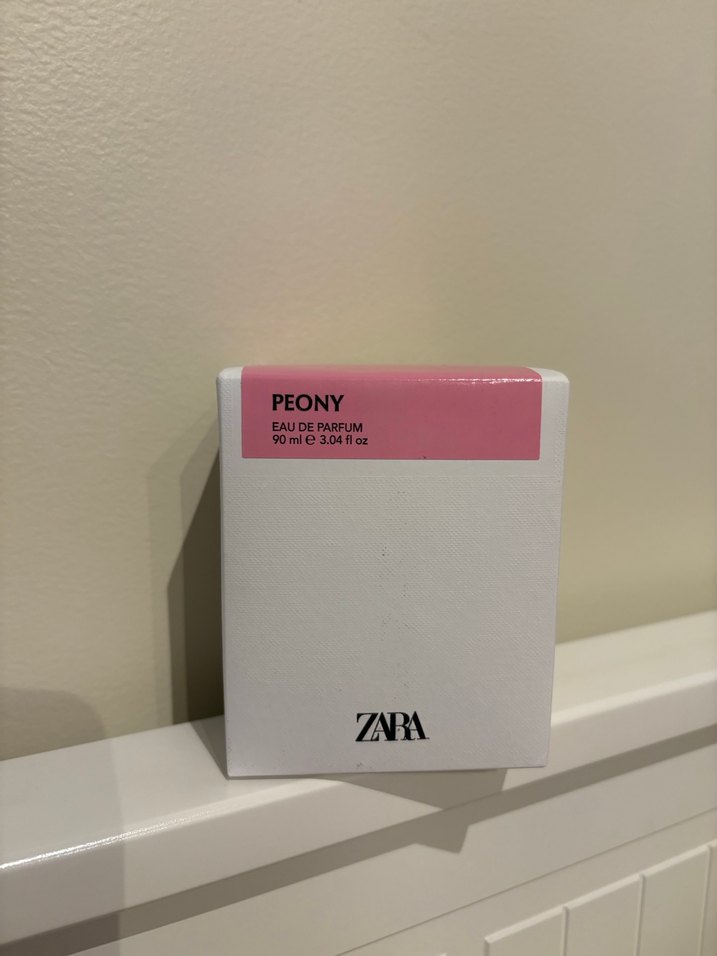 PEONY
EAU DE PARFUM
90 ml ℮ 3.04 fl oz
ZARA